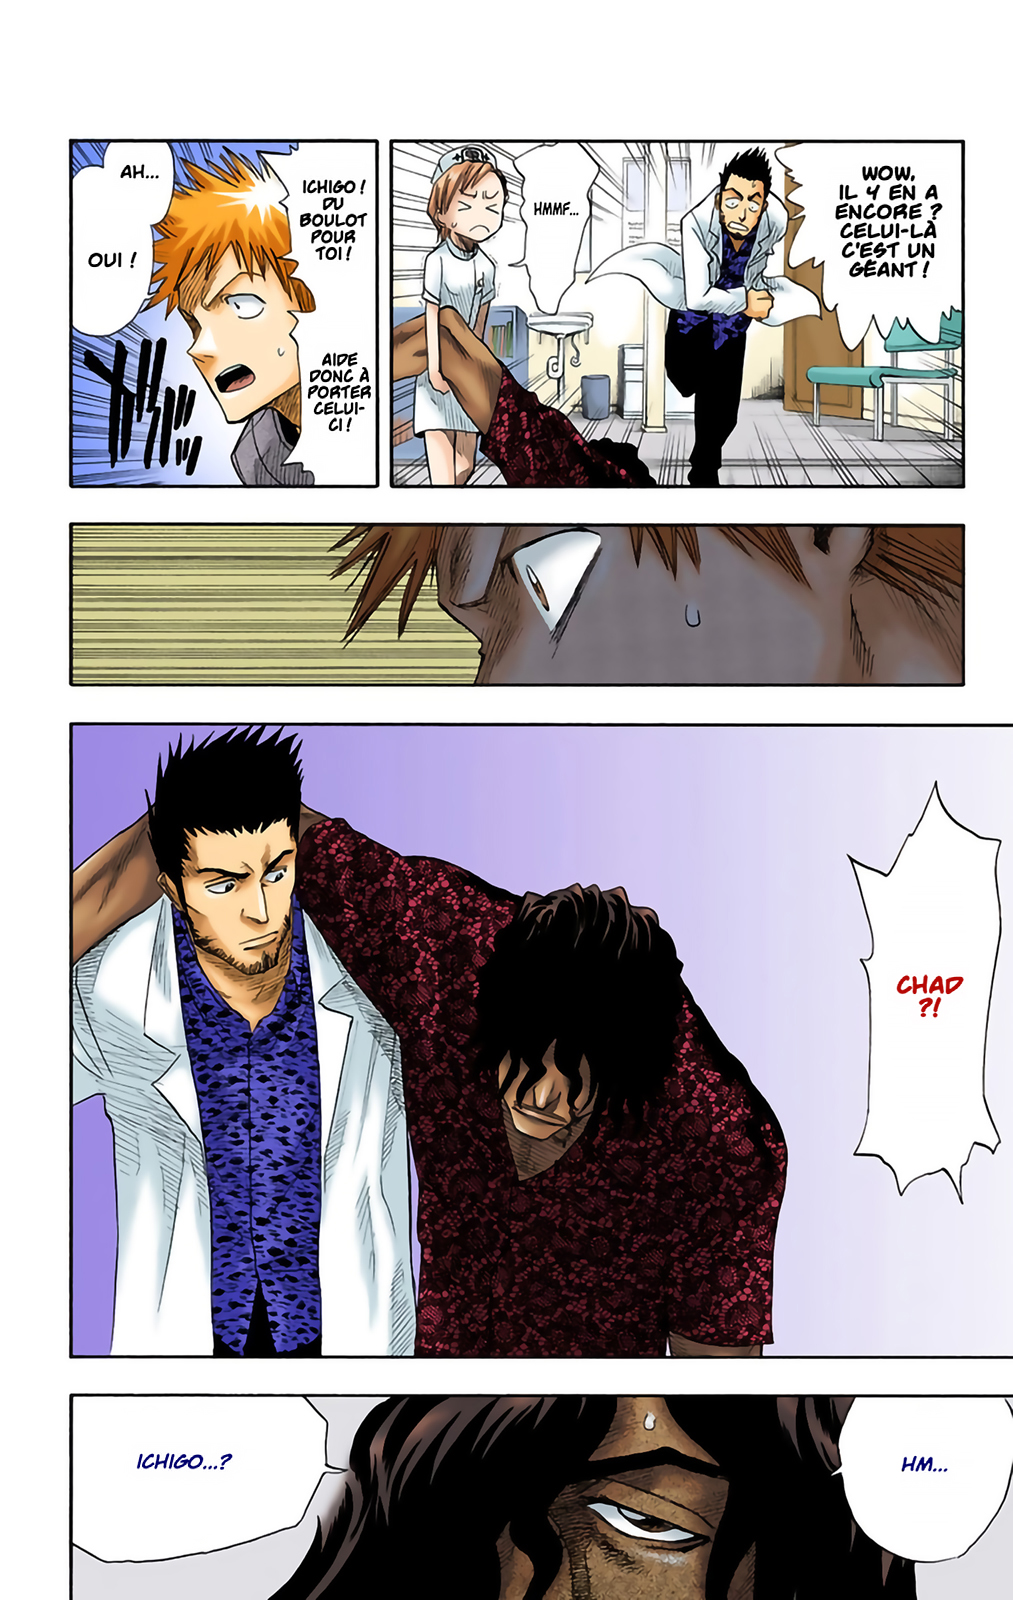 WOW,
IL Y EN A
ENCORE ?
CELUI-LÀ
C'EST UN
GÉANT !
HMMF...
ICHIGO !
DU
BOULOT
POUR
TOI !
AIDE
DONC À
PORTER
CELUI-
CI !
AH...
OUI !
CHAD
?!
HM...
ICHIGO...?